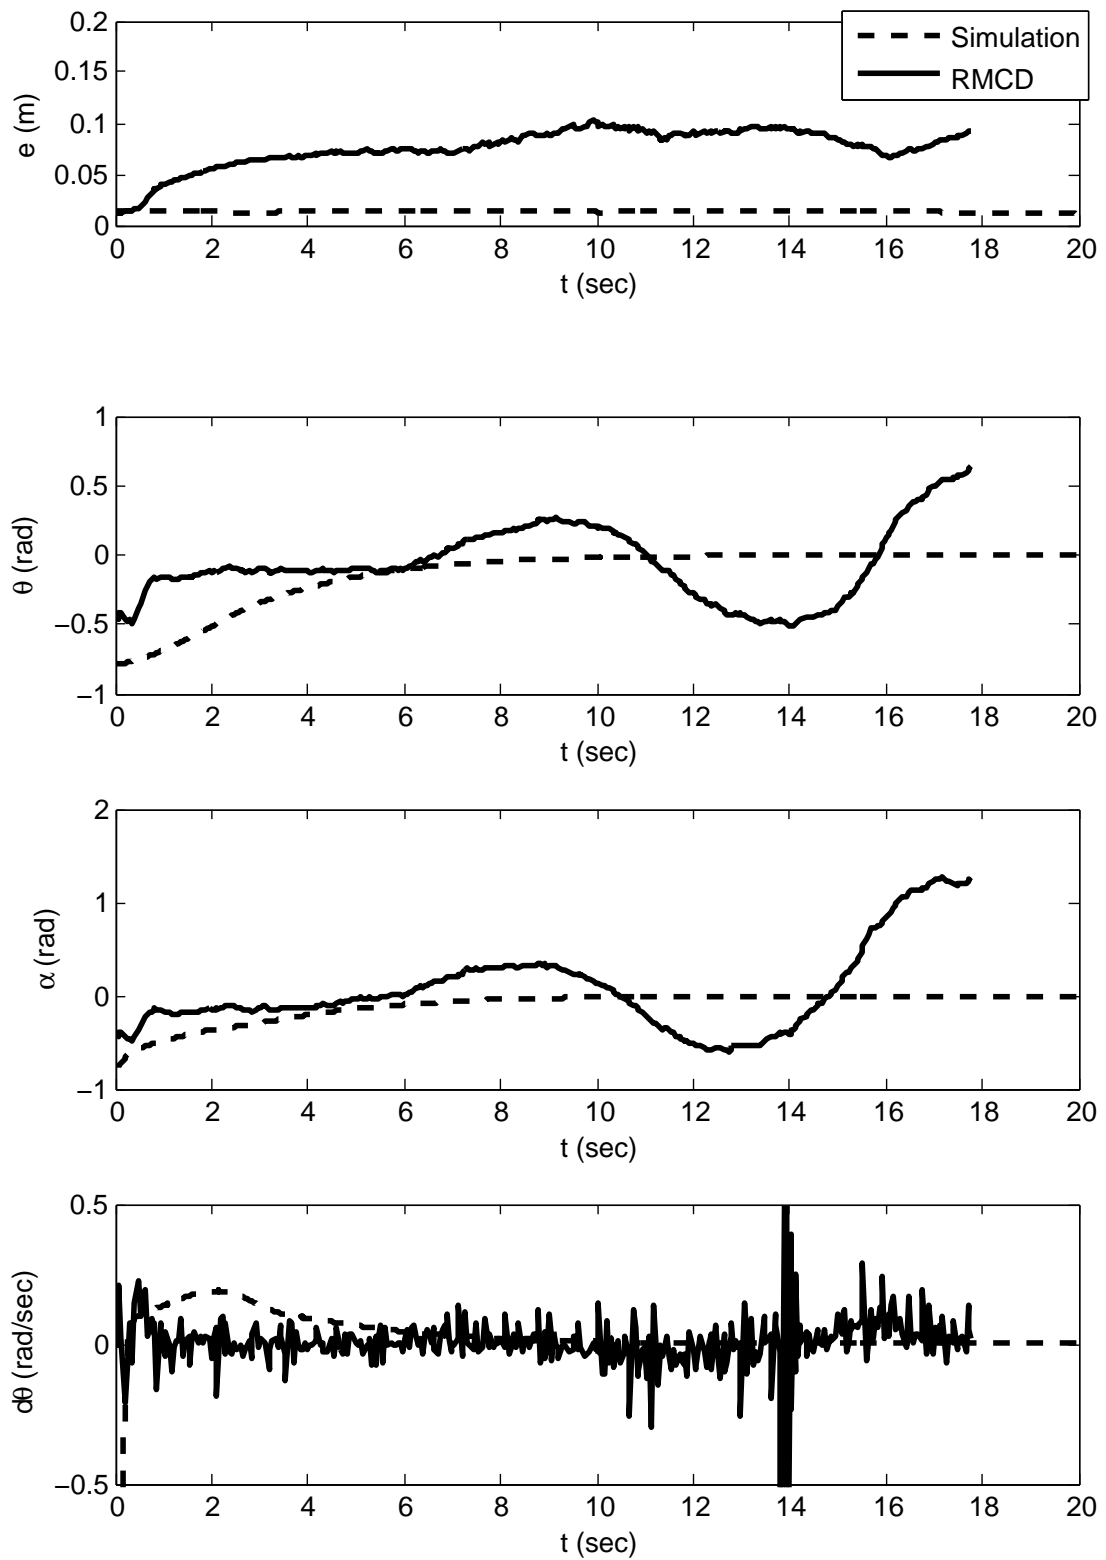 0.2
0.15
0.1
0.05
0
e (m)
Simulation
RMCD
0 2 4 6 8 10 12 14 16 18 20
t (sec)
1
0.5
0
−0.5
−1
θ (rad)
0 2 4 6 8 10 12 14 16 18 20
t (sec)
2
1
0
−1
α (rad)
0 2 4 6 8 10 12 14 16 18 20
t (sec)
0.5
0
−0.5
dθ (rad/sec)
0 2 4 6 8 10 12 14 16 18 20
t (sec)